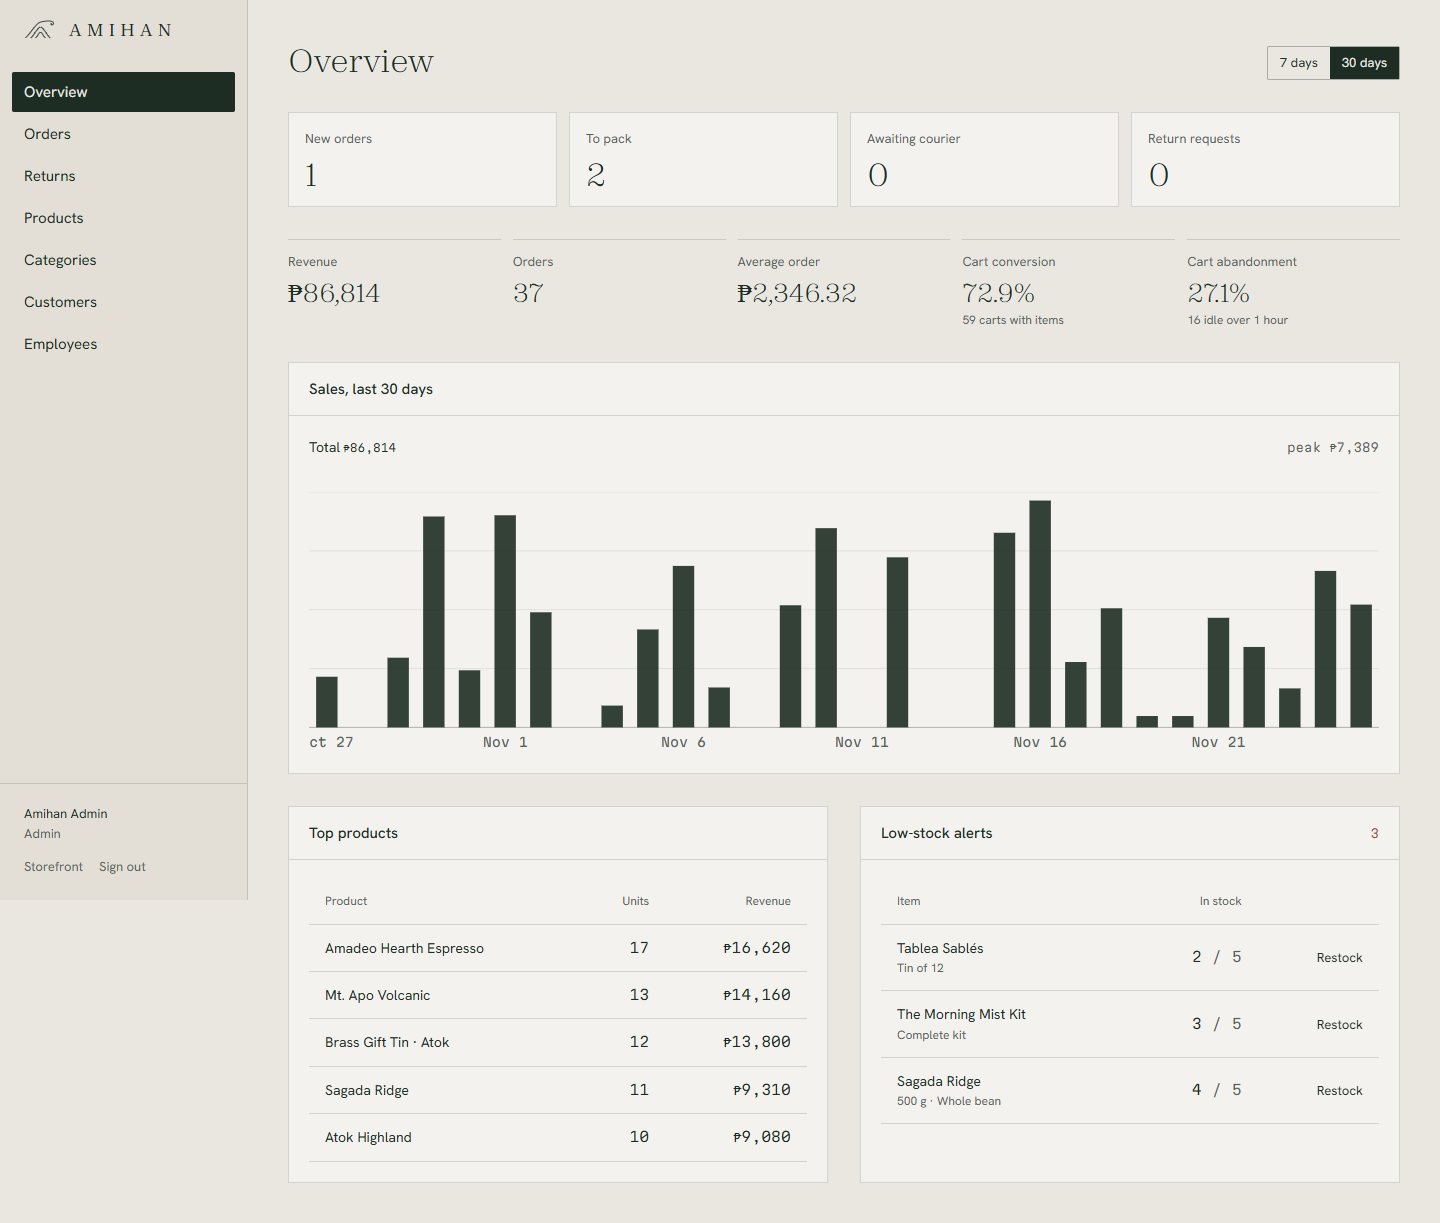 AMIHAN
Overview
Orders
Returns
Products
Categories
Customers
Employees
Amihan Admin
Admin
Storefront Sign out
Overview
7 days 30 days
New orders
1
To pack
2
Awaiting courier
0
Return requests
0
Revenue
₱86,814
Orders
37
Average order
₱2,346.32
Cart conversion
72.9%
59 carts with items
Cart abandonment
27.1%
16 idle over 1 hour
Sales, last 30 days
Total ₱86,814
peak ₱7,389
ct 27 Nov 1 Nov 6 Nov 11 Nov 16 Nov 21
Top products
Product Units Revenue
Amadeo Hearth Espresso 17 ₱16,620
Mt. Apo Volcanic 13 ₱14,160
Brass Gift Tin · Atok 12 ₱13,800
Sagada Ridge 11 ₱9,310
Atok Highland 10 ₱9,080
Low-stock alerts 3
Item In stock
Tablea Sablés
Tin of 12
2 / 5 Restock
The Morning Mist Kit
Complete kit
3 / 5 Restock
Sagada Ridge
500 g · Whole bean
4 / 5 Restock